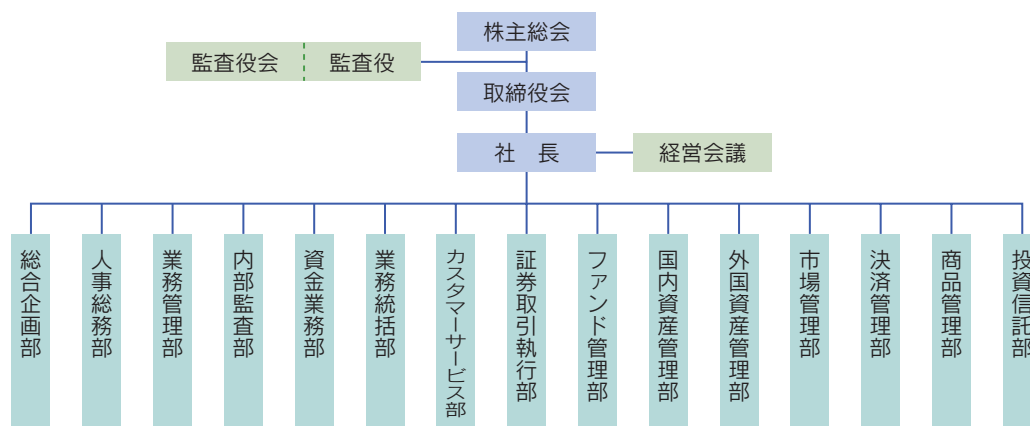 株主総会
監査役会
監査役
取締役会
社　長
経営会議
総合企画部
人事総務部
業務管理部
内部監査部
資金業務部
業務統括部
カスタマーサービス部
証券取引執行部
ファンド管理部
国内資産管理部
外国資産管理部
市場管理部
決済管理部
商品管理部
投資信託部